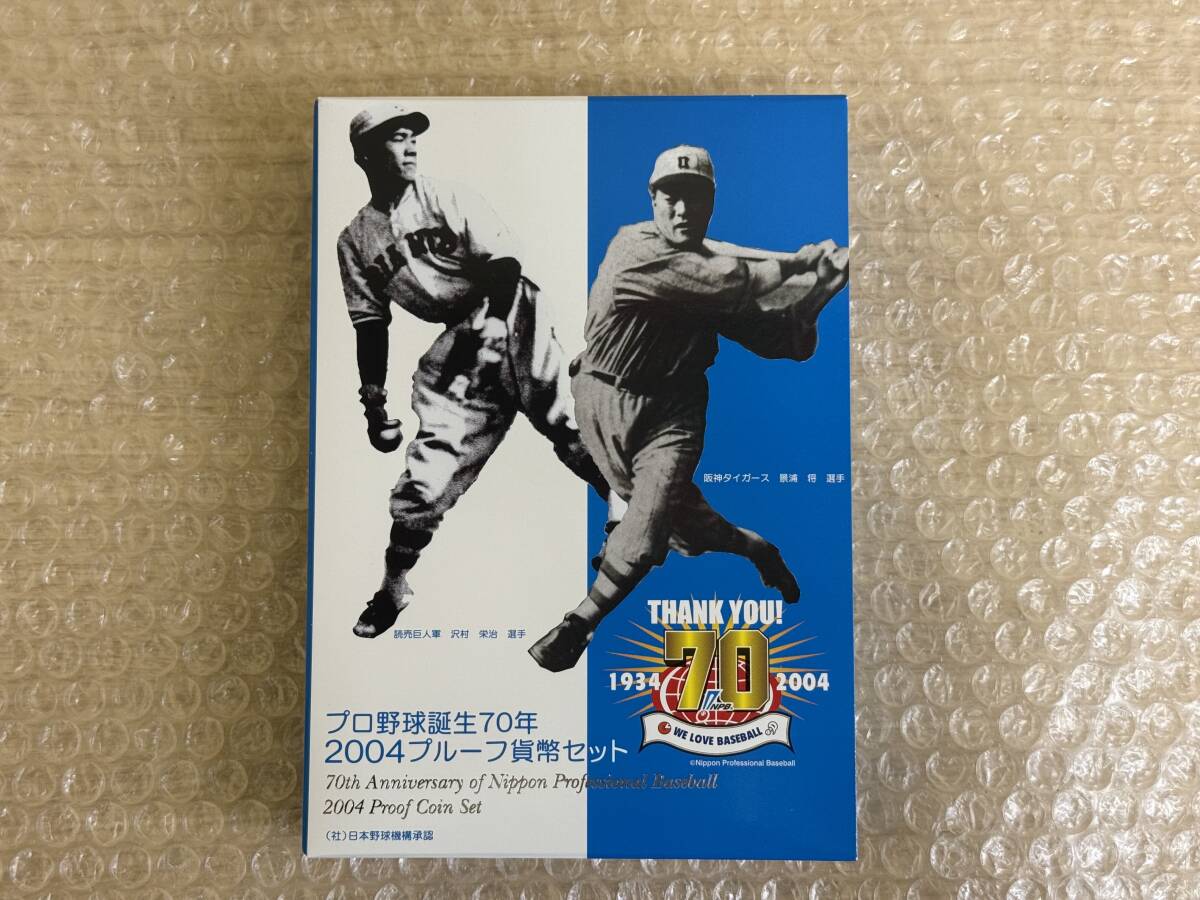 阪神タイガース 景浦 將 選手
読売巨人軍 沢村 栄治 選手
THANK YOU!
70
1934
2004
NPB
WE LOVE BASEBALL
©Nippon Professional Baseball
プロ野球誕生70年
2004プルーフ貨幣セット
70th Anniversary of Nippon Professional Baseball
2004 Proof Coin Set
(社)日本野球機構承認